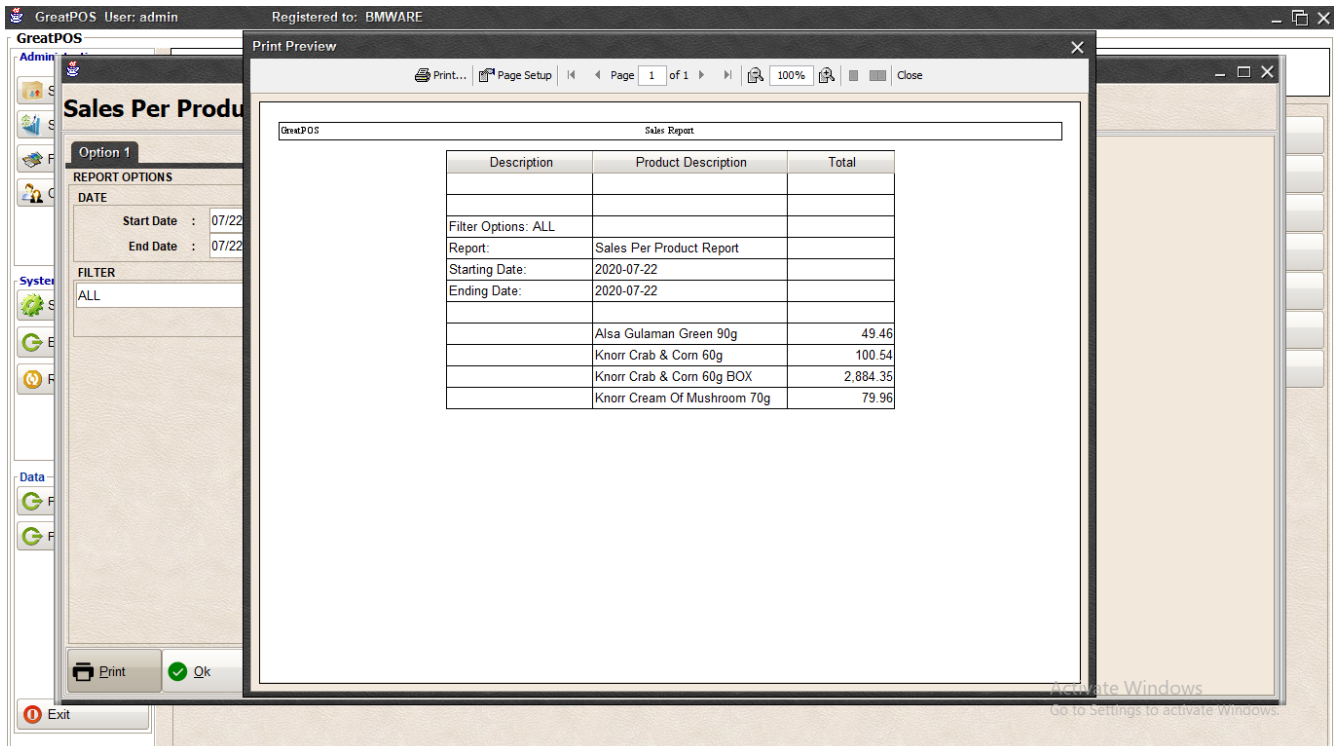 GreatPOS User: admin Registered to: BMWARE
GreatPOS
Print Preview
Print... Page Setup Page 1 of 1 100% Close
Sales Per Produ
Option 1
REPORT OPTIONS
DATE
Start Date : 07/22
End Date : 07/22
FILTER
ALL
GreatPOS Sales Report
Description Product Description Total
Filter Options: ALL
Report: Sales Per Product Report
Starting Date: 2020-07-22
Ending Date: 2020-07-22
Alsa Gulaman Green 90g 49.46
Knorr Crab & Corn 60g 100.54
Knorr Crab & Corn 60g BOX 2,884.35
Knorr Cream Of Mushroom 70g 79.96
Data
Print Ok
Exit
Activate Windows
Go to Settings to activate Windows.